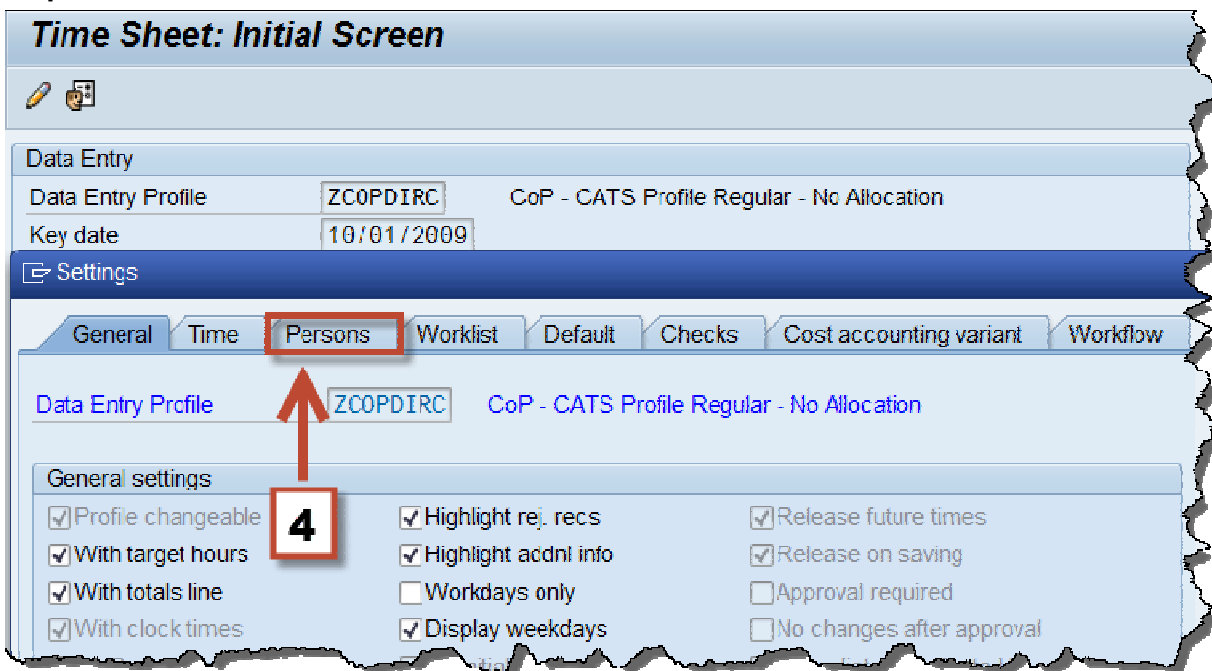 Time Sheet: Initial Screen
Data Entry
Data Entry Profile ZCOPDIRC CoP - CATS Profile Regular - No Allocation
Key date 10/01/2009
Settings
General Time Persons Worklist Default Checks Cost accounting variant Workflow
Data Entry Profile ZCOPDIRC CoP - CATS Profile Regular - No Allocation
General settings
Profile changeable Highlight rej. recs Release future times
4
With target hours Highlight addnl info Release on saving
With totals line Workdays only Approval required
With clock times Display weekdays No changes after approval